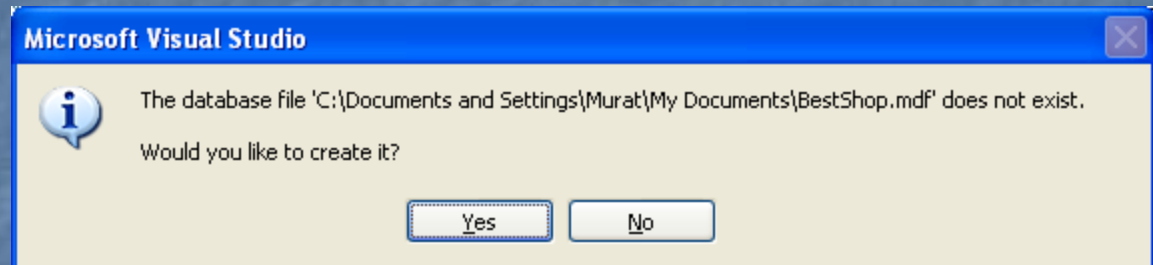 Microsoft Visual Studio
The database file 'C:\Documents and Settings\Murat\My Documents\BestShop.mdf' does not exist.
Would you like to create it?
Yes No